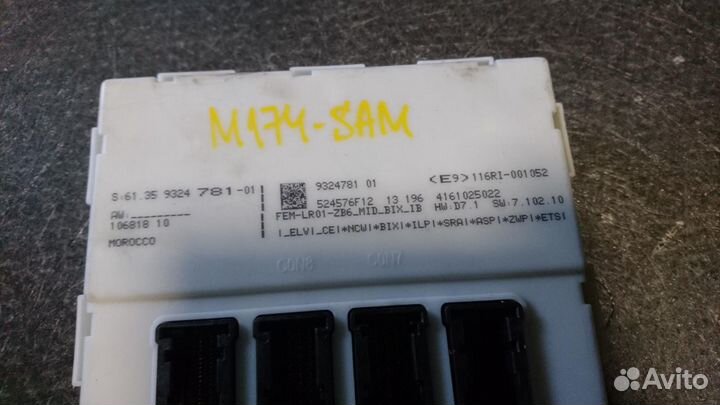 M174-SAM
S:61.35 9324 781-01
AW:_________
106818 10
MOROCCO
9324781 01
524576F12 13 196
FEM-LR01-ZB6_MID_BIX_IB
|_ELV|_CE|*NCW|*BIX|*ILP|*SRA|*ASP|*ZWP|*ETS|
<E9>116RI-001052
4161025022
HW:D7.1 SW:7.102.10
CON8 CON7
Avito